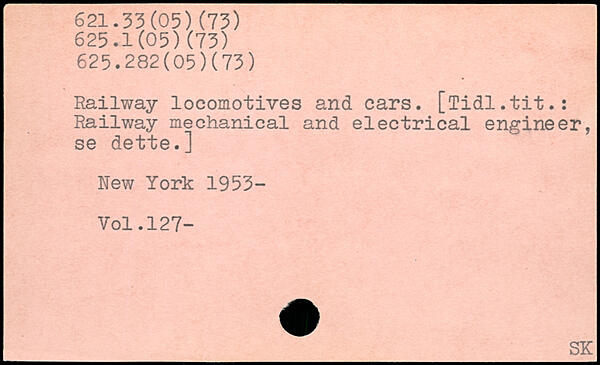 621.33(05)(73)
625.1(05)(73)
625.282(05)(73)
Railway locomotives and cars. [Tidl.tit.:
Railway mechanical and electrical engineer,
se dette.]
New York 1953-
Vol.127-
SK